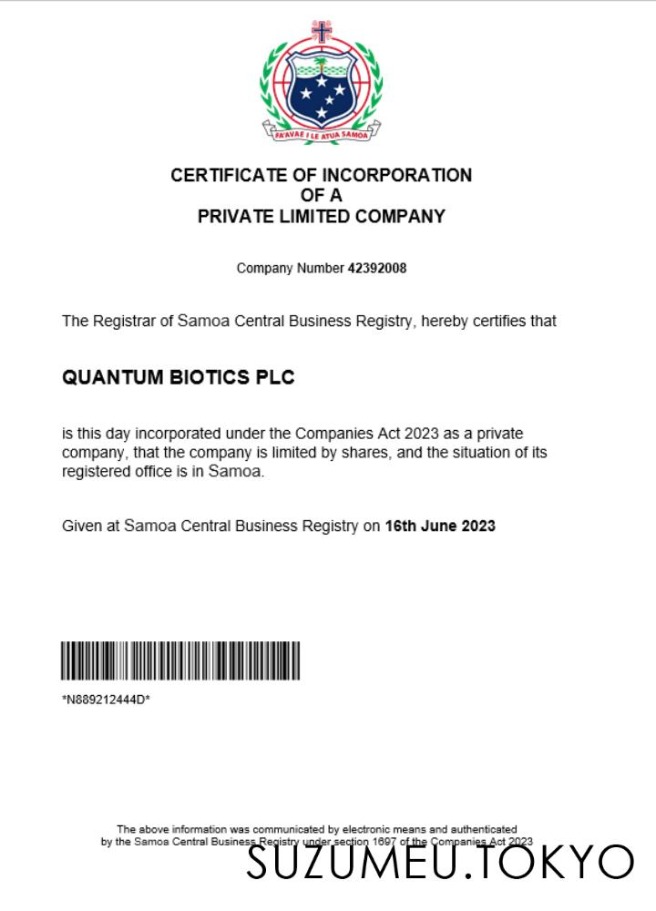 FA'AVAE I LE ATUA SAMOA
CERTIFICATE OF INCORPORATION
OF A
PRIVATE LIMITED COMPANY
Company Number 42392008
The Registrar of Samoa Central Business Registry, hereby certifies that
QUANTUM BIOTICS PLC
is this day incorporated under the Companies Act 2023 as a private
company, that the company is limited by shares, and the situation of its
registered office is in Samoa.
Given at Samoa Central Business Registry on 16th June 2023
*N889212444D*
The above information was communicated by electronic means and authenticated
by the Samoa Central Business Registry under section 1697 of the Companies Act 2023
SUZUMEU.TOKYO